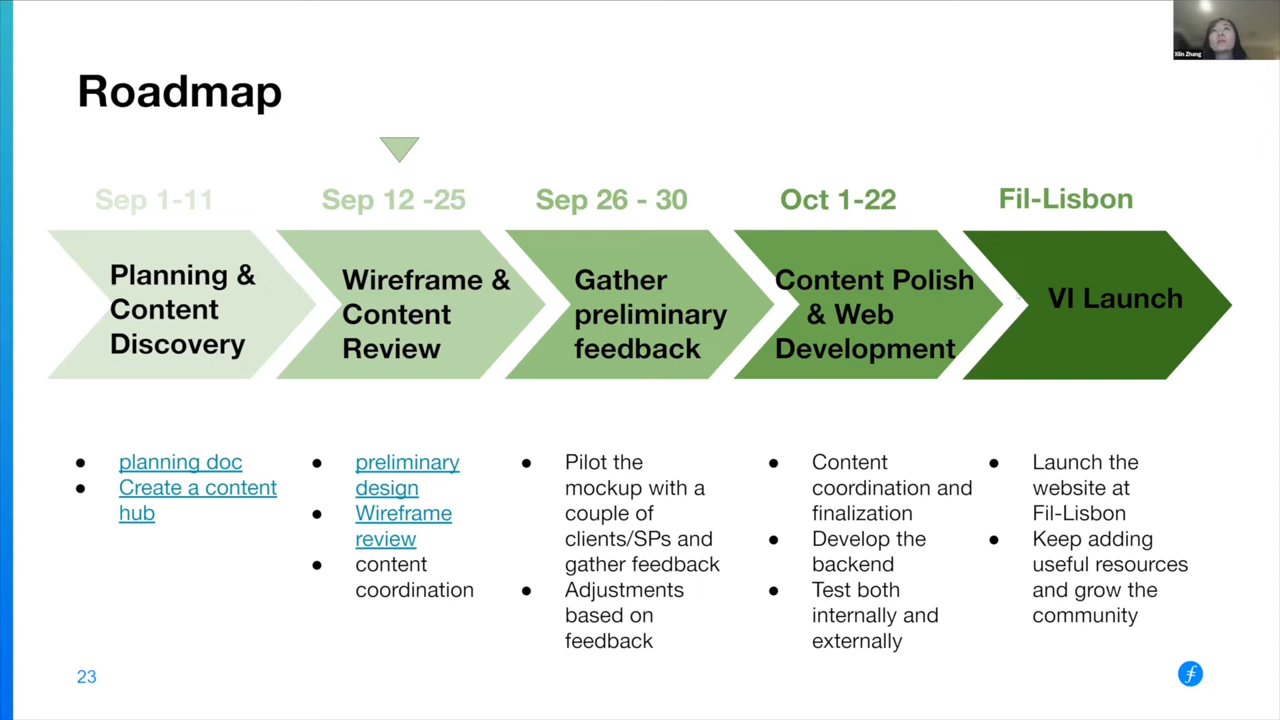 Xilin Zhang
Roadmap
Sep 1-11
Sep 12 -25
Sep 26 - 30
Oct 1-22
Fil-Lisbon
Planning &
Content
Discovery
Wireframe &
Content
Review
Gather
preliminary
feedback
Content Polish
& Web
Development
VI Launch
● planning doc
● Create a content
hub
● preliminary
design
● Wireframe
review
● content
coordination
● Pilot the
mockup with a
couple of
clients/SPs and
gather feedback
● Adjustments
based on
feedback
● Content
coordination and
finalization
● Develop the
backend
● Test both
internally and
externally
● Launch the
website at
Fil-Lisbon
● Keep adding
useful resources
and grow the
community
23